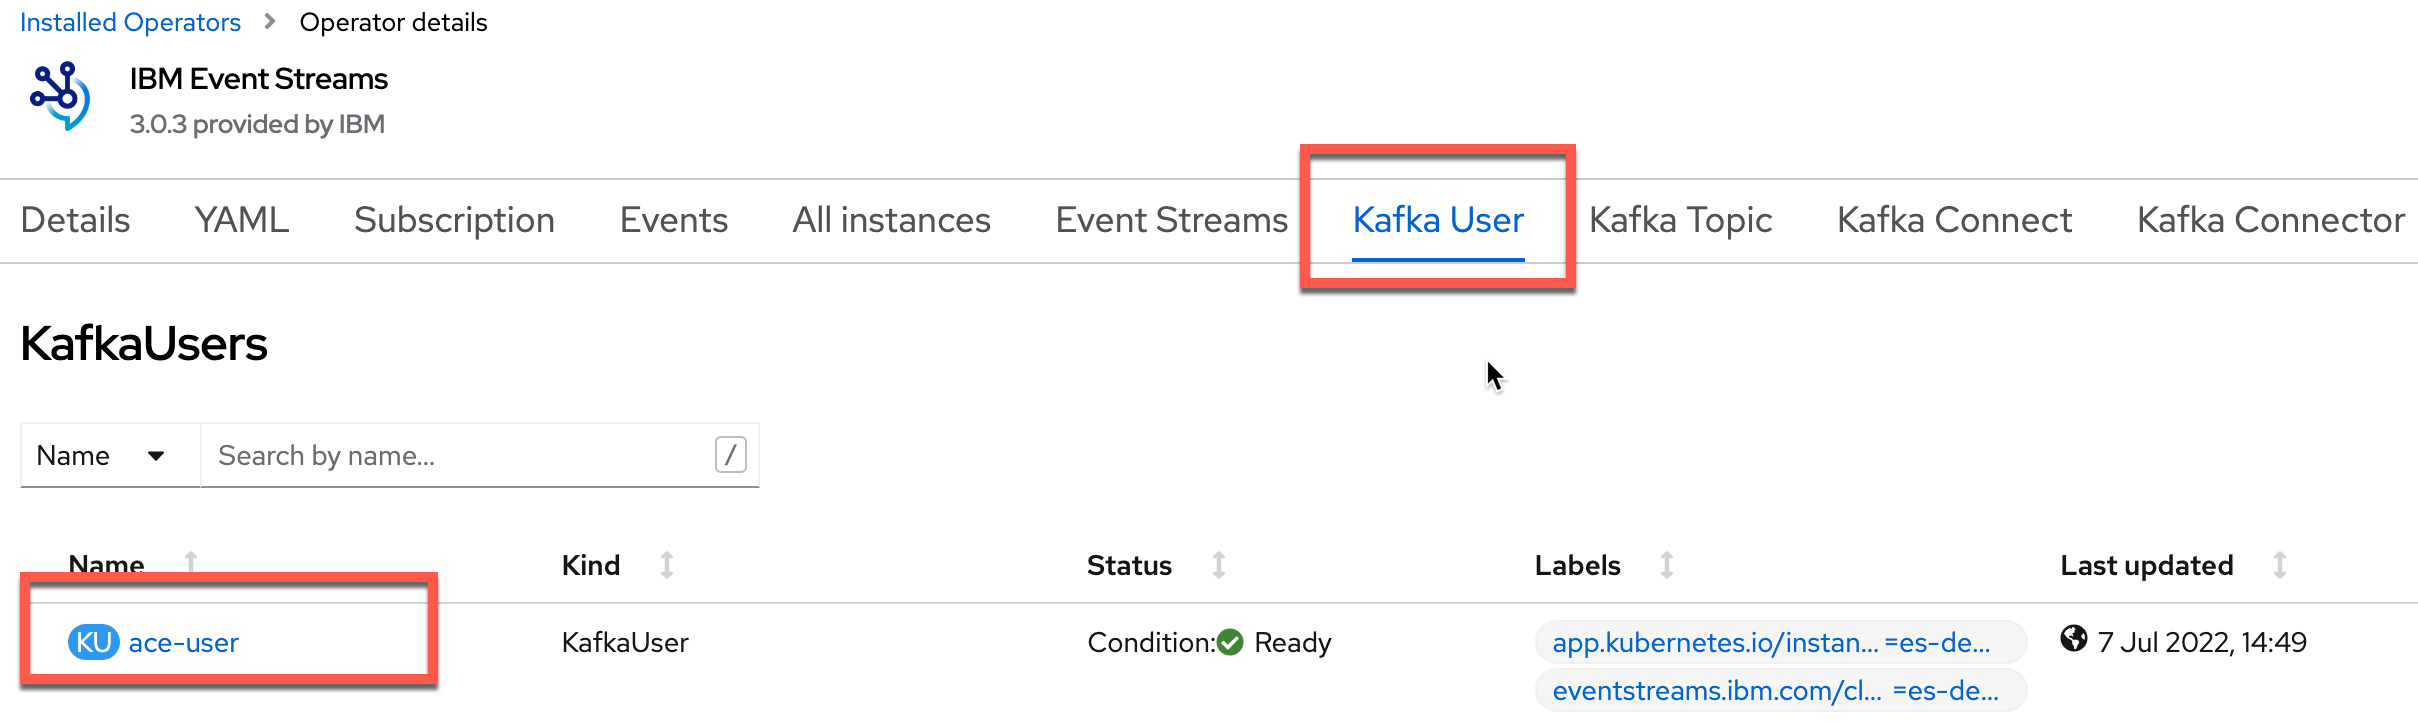 Installed Operators > Operator details
IBM Event Streams
3.0.3 provided by IBM
Details YAML Subscription Events All instances Event Streams Kafka User Kafka Topic Kafka Connect Kafka Connector
KafkaUsers
Name Search by name... /
Name Kind Status Labels Last updated
KU ace-user KafkaUser Condition: Ready app.kubernetes.io/instan... =es-de... 7 Jul 2022, 14:49
eventstreams.ibm.com/cl... =es-de...